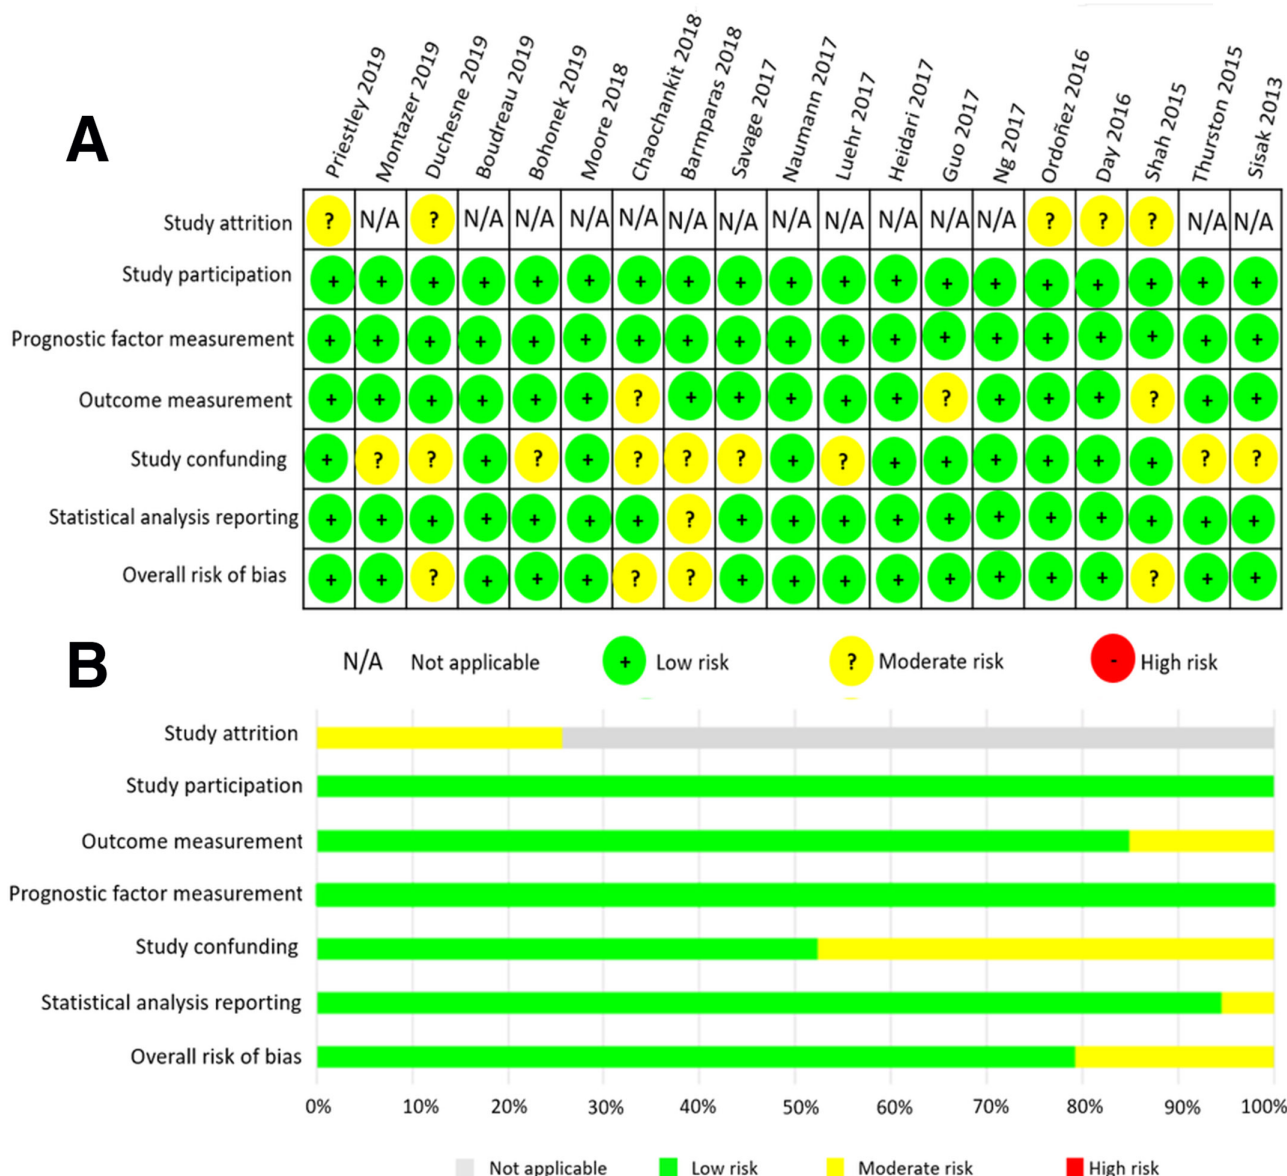 A
Priestley 2019 Montazer 2019 Duchesne 2019 Boudreau 2019 Bohonek 2019 Moore 2018 Chaochankit 2018 Barmparas 2018 Savage 2017 Naumann 2017 Luehr 2017 Heidari 2017 Guo 2017 Ng 2017 Ordoñez 2016 Day 2016 Shah 2015 Thurston 2015 Sisak 2013
Study attrition ? N/A ? N/A N/A N/A N/A N/A N/A N/A N/A N/A N/A N/A ? ? ? N/A N/A
Study participation + + + + + + + + + + + + + + + + + + +
Prognostic factor measurement + + + + + + + + + + + + + + + + + + +
Outcome measurement + + + + + + ? + + + + + ? + + + ? + +
Study confunding + ? ? + ? + ? ? ? + ? + + + + + + ? ?
Statistical analysis reporting + + + + + + + ? + + + + + + + + + + +
Overall risk of bias + + ? + + + ? ? + + + + + + + + ? + +
B
N/A Not applicable + Low risk ? Moderate risk - High risk
Study attrition
Study participation
Outcome measurement
Prognostic factor measurement
Study confunding
Statistical analysis reporting
Overall risk of bias
0% 10% 20% 30% 40% 50% 60% 70% 80% 90% 100%
Not applicable Low risk Moderate risk High risk